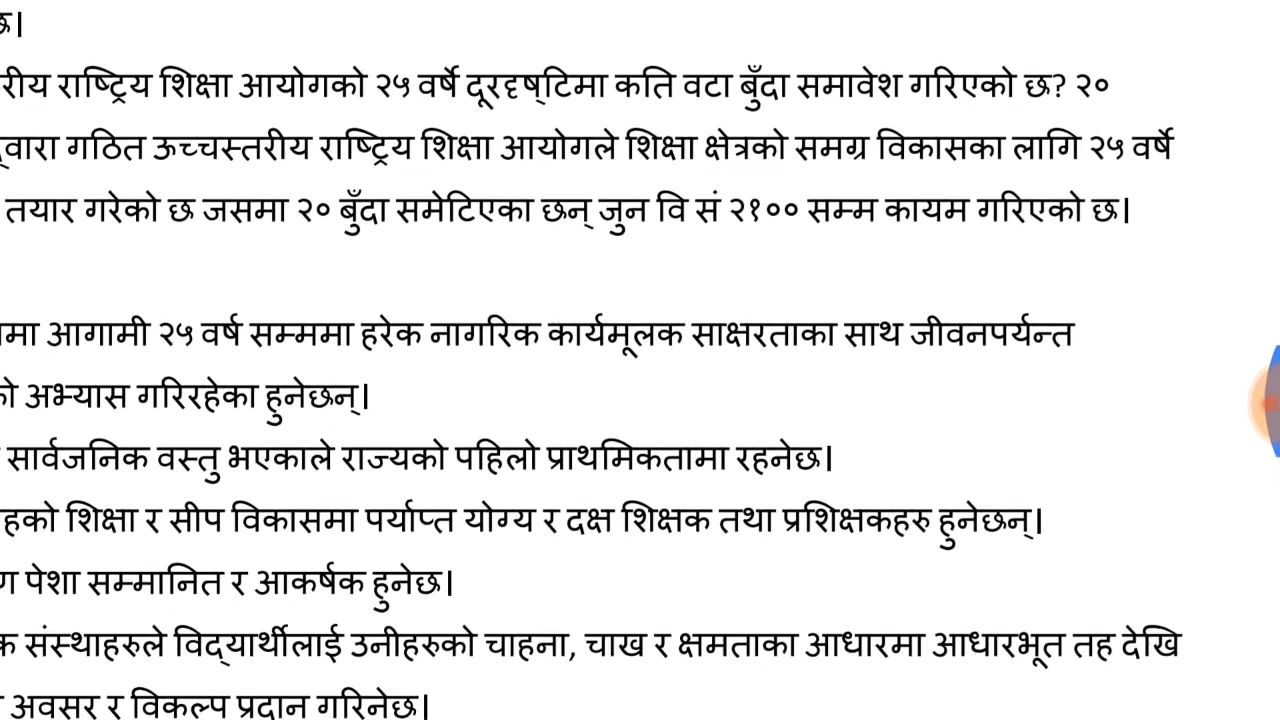 छ।
रीय राष्ट्रिय शिक्षा आयोगको २५ वर्षे दूरदृष्टिमा कति वटा बुँदा समावेश गरिएको छ? २०
द्वारा गठित ऊच्चस्तरीय राष्ट्रिय शिक्षा आयोगले शिक्षा क्षेत्रको समग्र विकासका लागि २५ वर्षे
तयार गरेको छ जसमा २० बुँदा समेटिएका छन् जुन वि सं २१०० सम्म कायम गरिएको छ।
मा आगामी २५ वर्ष सम्ममा हरेक नागरिक कार्यमूलक साक्षरताका साथ जीवनपर्यन्त
को अभ्यास गरिरहेका हुनेछन्।
सार्वजनिक वस्तु भएकाले राज्यको पहिलो प्राथमिकतामा रहनेछ।
हको शिक्षा र सीप विकासमा पर्याप्त योग्य र दक्ष शिक्षक तथा प्रशिक्षकहरु हुनेछन्।
ण पेशा सम्मानित र आकर्षक हुनेछ।
क संस्थाहरुले विद्यार्थीलाई उनीहरुको चाहना, चाख र क्षमताका आधारमा आधारभूत तह देखि
अवसर र विकल्प प्रदान गरिनेछ।